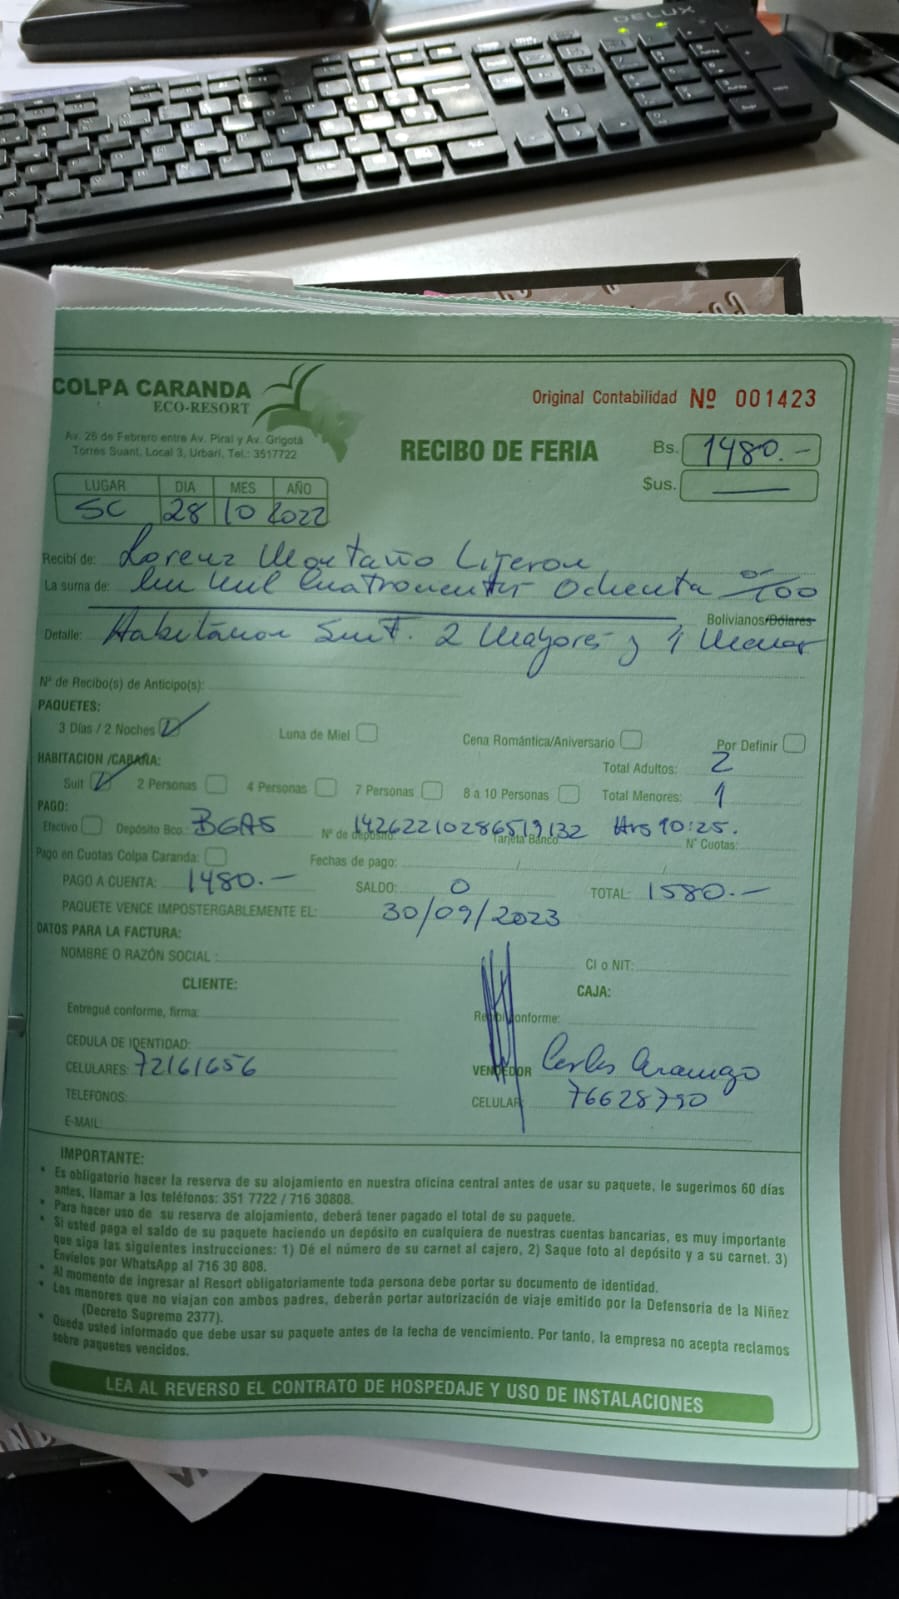 DELUX
COLPA CARANDA
ECO-RESORT
Av. 26 de Febrero entre Av. Piraí y Av. Grigotá
Torres Suant, Local 3, Urbarí, Tel.: 3517722
Original Contabilidad Nº 001423
RECIBO DE FERIA
Bs. 1480.-
$us. —
LUGAR DIA MES AÑO
SC 28 10 2022
Recibí de: Lorenz Montaño Lijeron
La suma de: Un mil Cuatrocientos Ochenta 0/100
Bolivianos/Dólares
Detalle: Habitacion Suit. 2 Mayores y 1 Menor
N° de Recibo(s) de Anticipo(s):
PAQUETES:
3 Días / 2 Noches Luna de Miel Cena Romántica/Aniversario Por Definir
HABITACION /CABAÑA: Total Adultos: 2
Suit 2 Personas 4 Personas 7 Personas 8 a 10 Personas Total Menores: 1
PAGO:
Efectivo Depósito Bco.: N° de deposito: 14262210286519132 Tarjeta Banco Hrs 10:25. N° Cuotas:
Pago en Cuotas Colpa Caranda: Fechas de pago: / /
PAGO A CUENTA: 1480.- SALDO: 0 TOTAL: 1580.-
PAQUETE VENCE IMPOSTERGABLEMENTE EL: 30/09/2023
DATOS PARA LA FACTURA:
NOMBRE O RAZÓN SOCIAL : CI o NIT:
CLIENTE: CAJA:
Entregué conforme, firma: Recibí conforme:
CEDULA DE IDENTIDAD:
CELULARES: 72161656 VENDEDOR Carlos
TELEFONOS: CELULAR: 76628790
E-MAIL:
IMPORTANTE:
• Es obligatorio hacer la reserva de su alojamiento en nuestra oficina central antes de usar su paquete, le sugerimos 60 días
antes, llamar a los teléfonos: 351 7722 / 716 30808.
• Para hacer uso de su reserva de alojamiento, deberá tener pagado el total de su paquete.
• Si usted paga el saldo de su paquete haciendo un depósito en cualquiera de nuestras cuentas bancarias, es muy importante
que siga las siguientes instrucciones: 1) Dé el número de su carnet al cajero, 2) Saque foto al depósito y a su carnet. 3)
Envíelos por WhatsApp al 716 30 808.
• Al momento de ingresar al Resort obligatoriamente toda persona debe portar su documento de identidad.
• Los menores que no viajan con ambos padres, deberán portar autorización de viaje emitido por la Defensoría de la Niñez
(Decreto Supremo 2377).
• Queda usted informado que debe usar su paquete antes de la fecha de vencimiento. Por tanto, la empresa no acepta reclamos
sobre paquetes vencidos.
LEA AL REVERSO EL CONTRATO DE HOSPEDAJE Y USO DE INSTALACIONES